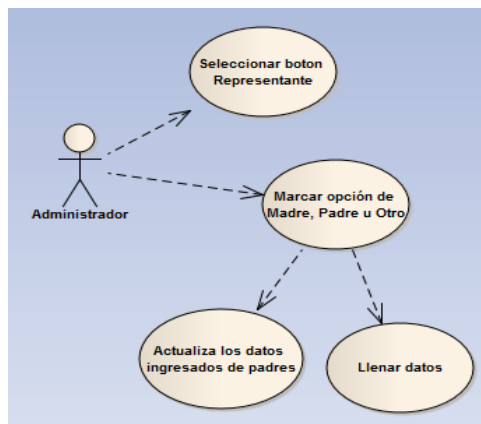 Seleccionar boton
Representante
Administrador
Marcar opción de
Madre, Padre u Otro
Actualiza los datos
ingresados de padres
Llenar datos